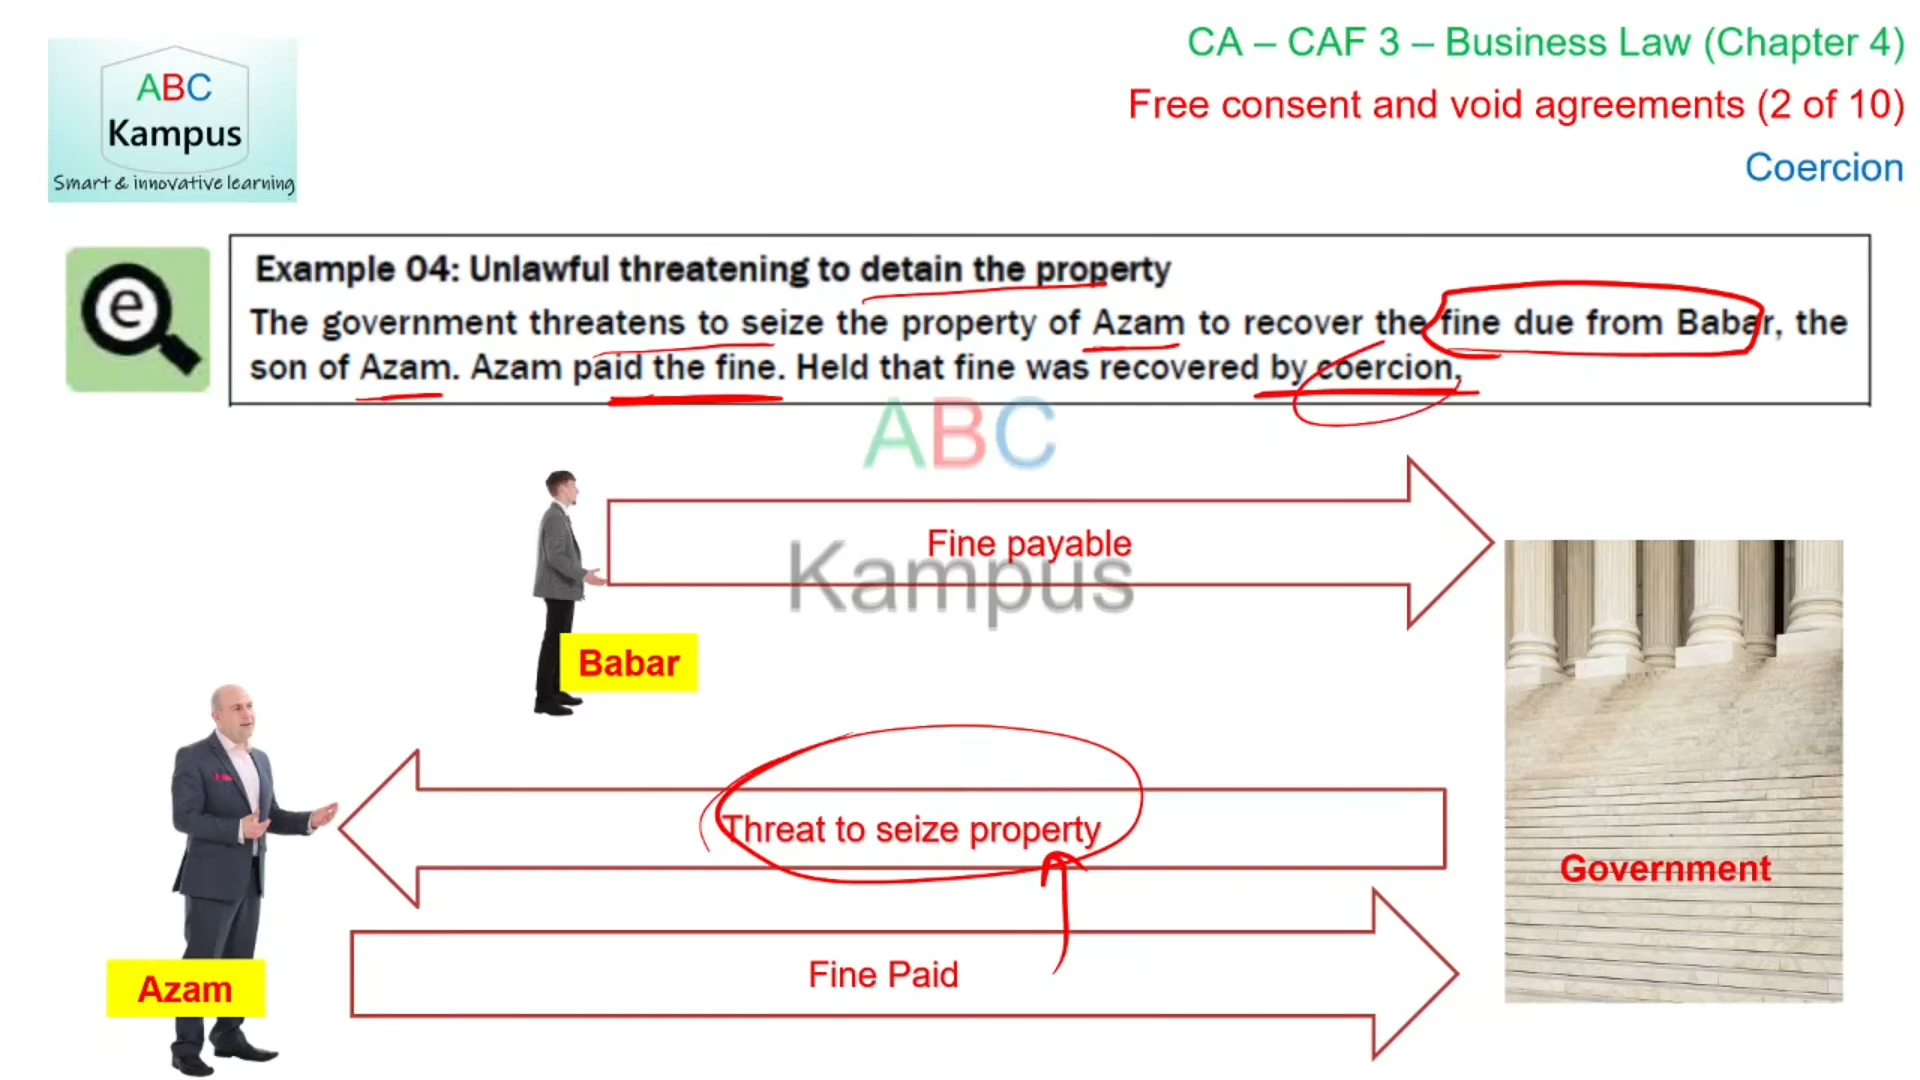 CA – CAF 3 – Business Law (Chapter 4)
Free consent and void agreements (2 of 10)
Coercion
ABC
Kampus
Smart & innovative learning
e
Example 04: Unlawful threatening to detain the property
The government threatens to seize the property of Azam to recover the fine due from Babar, the
son of Azam. Azam paid the fine. Held that fine was recovered by coercion.
ABC
Kampus
Fine payable
Babar
Threat to seize property
Government
Fine Paid
Azam